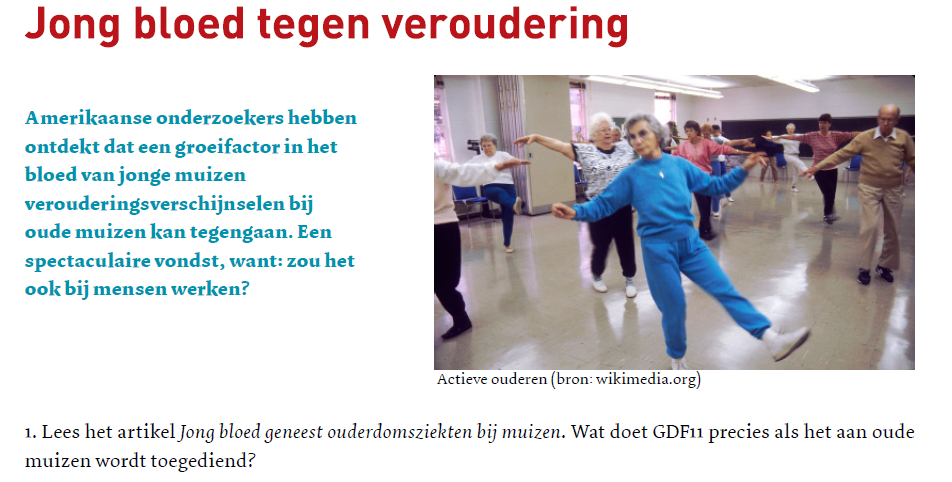 Jong bloed tegen veroudering
Amerikaanse onderzoekers hebben
ontdekt dat een groeifactor in het
bloed van jonge muizen
verouderingsverschijnselen bij
oude muizen kan tegengaan. Een
spectaculaire vondst, want: zou het
ook bij mensen werken?
Actieve ouderen (bron: wikimedia.org)
1. Lees het artikel Jong bloed geneest ouderdomsziekten bij muizen. Wat doet GDF11 precies als het aan oude
muizen wordt toegediend?